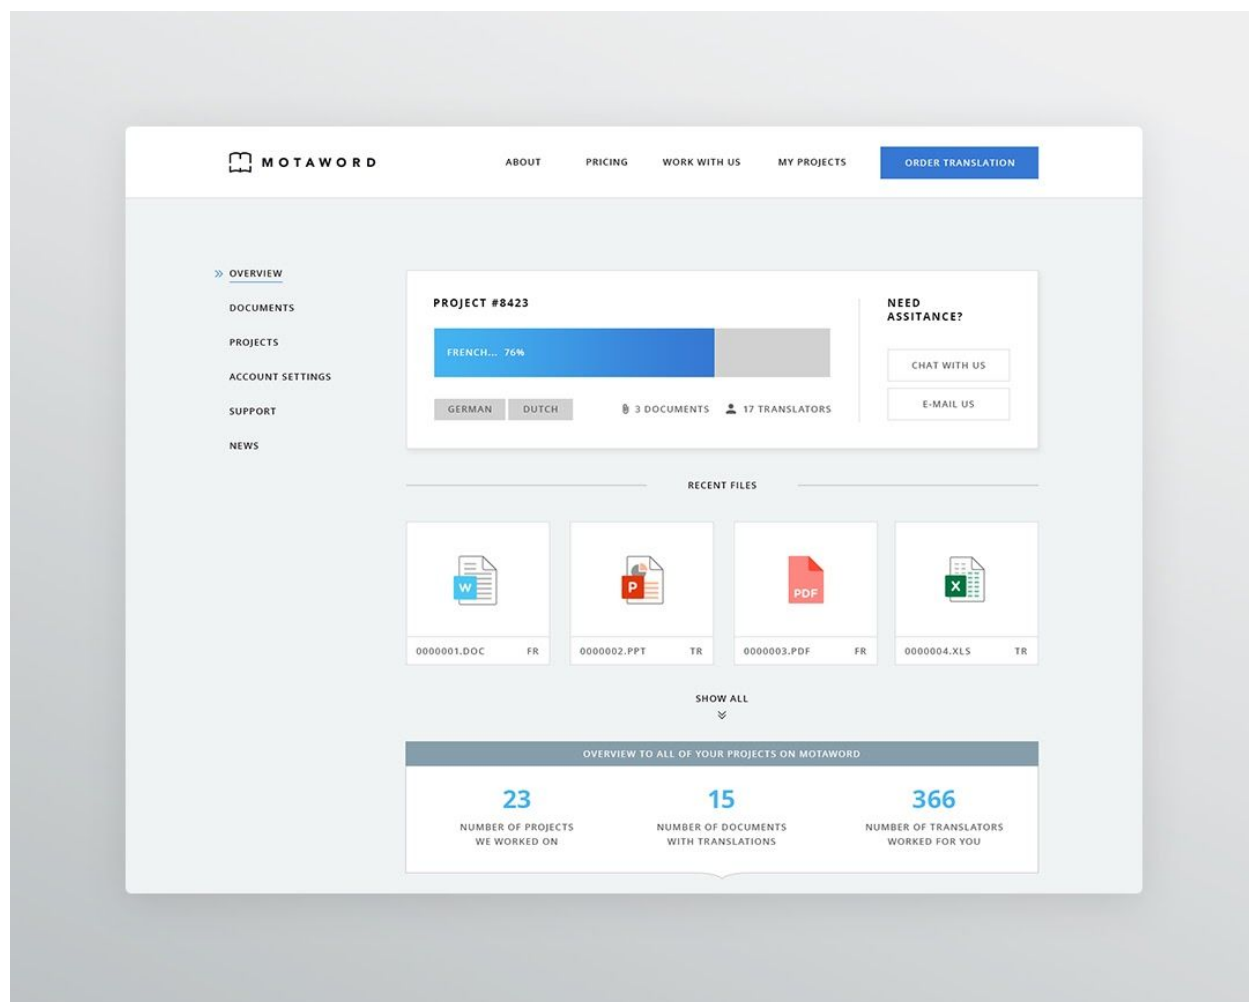 MOTAWORD
ABOUT PRICING WORK WITH US MY PROJECTS ORDER TRANSLATION
OVERVIEW
DOCUMENTS
PROJECTS
ACCOUNT SETTINGS
SUPPORT
NEWS
PROJECT #8423
FRENCH... 76%
GERMAN DUTCH 3 DOCUMENTS 17 TRANSLATORS
NEED
ASSITANCE?
CHAT WITH US
E-MAIL US
RECENT FILES
W
P
PDF
X
0000001.DOC FR
0000002.PPT TR
0000003.PDF FR
0000004.XLS TR
SHOW ALL
OVERVIEW TO ALL OF YOUR PROJECTS ON MOTAWORD
23
NUMBER OF PROJECTS
WE WORKED ON
15
NUMBER OF DOCUMENTS
WITH TRANSLATIONS
366
NUMBER OF TRANSLATORS
WORKED FOR YOU